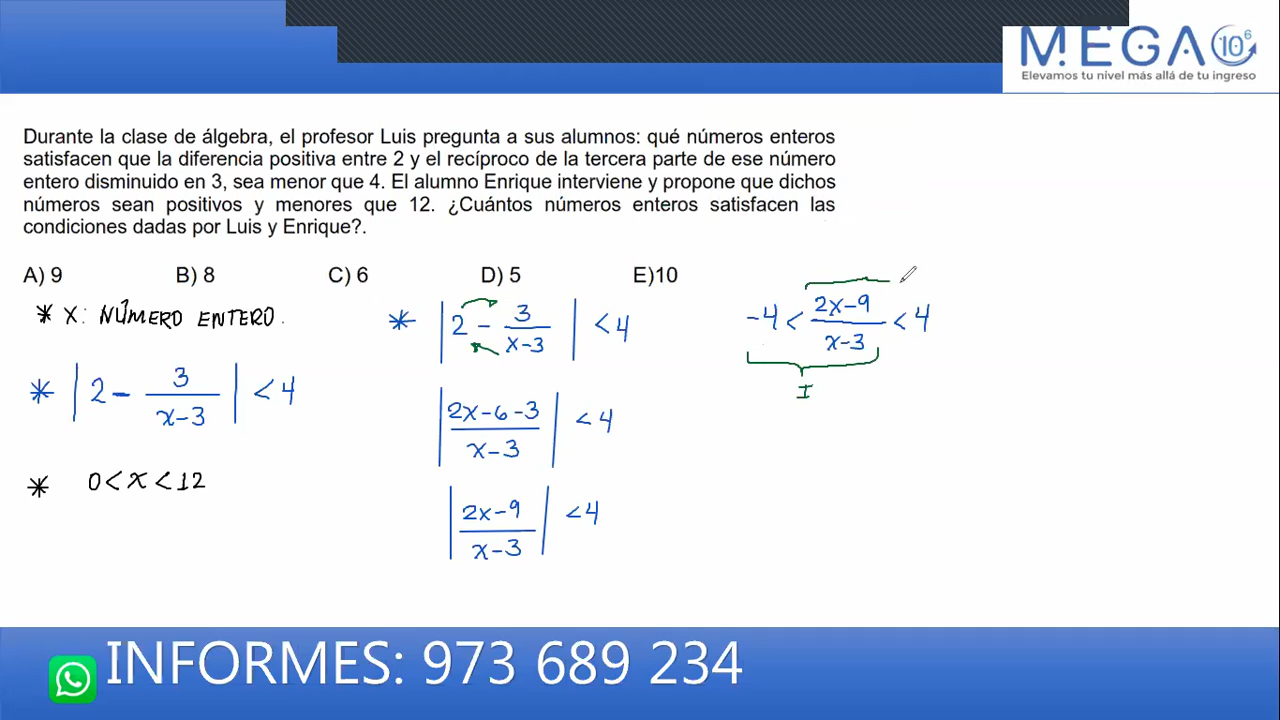 MEGA 10⁶
Elevamos tu nivel más allá de tu ingreso
Durante la clase de álgebra, el profesor Luis pregunta a sus alumnos: qué números enteros
satisfacen que la diferencia positiva entre 2 y el recíproco de la tercera parte de ese número
entero disminuido en 3, sea menor que 4. El alumno Enrique interviene y propone que dichos
números sean positivos y menores que 12. ¿Cuántos números enteros satisfacen las
condiciones dadas por Luis y Enrique?.
A) 9 B) 8 C) 6 D) 5 E)10
* X: NÚMERO ENTERO.
* |2 - 3/(x-3)| < 4
* 0 < x < 12
* |2 - 3/(x-3)| < 4
|(2x-6-3)/(x-3)| < 4
|(2x-9)/(x-3)| < 4
-4 < (2x-9)/(x-3) < 4
I
INFORMES: 973 689 234